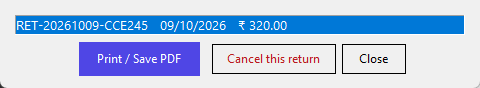 RET-20261009-CCE245 09/10/2026 ₹ 320.00
Print / Save PDF Cancel this return Close